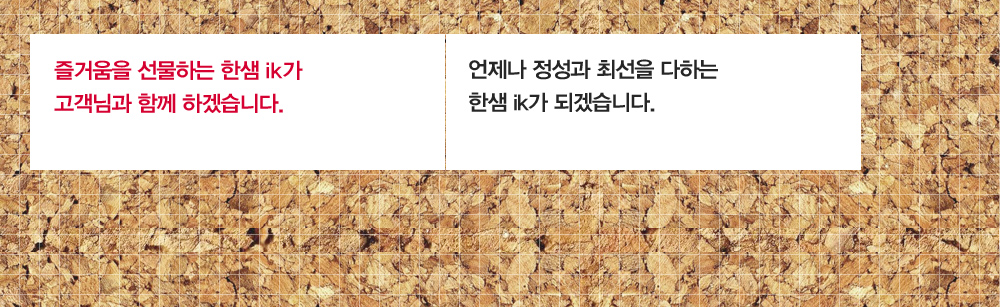 즐거움을 선물하는 한샘 ik가
고객님과 함께 하겠습니다.
언제나 정성과 최선을 다하는
한샘 ik가 되겠습니다.